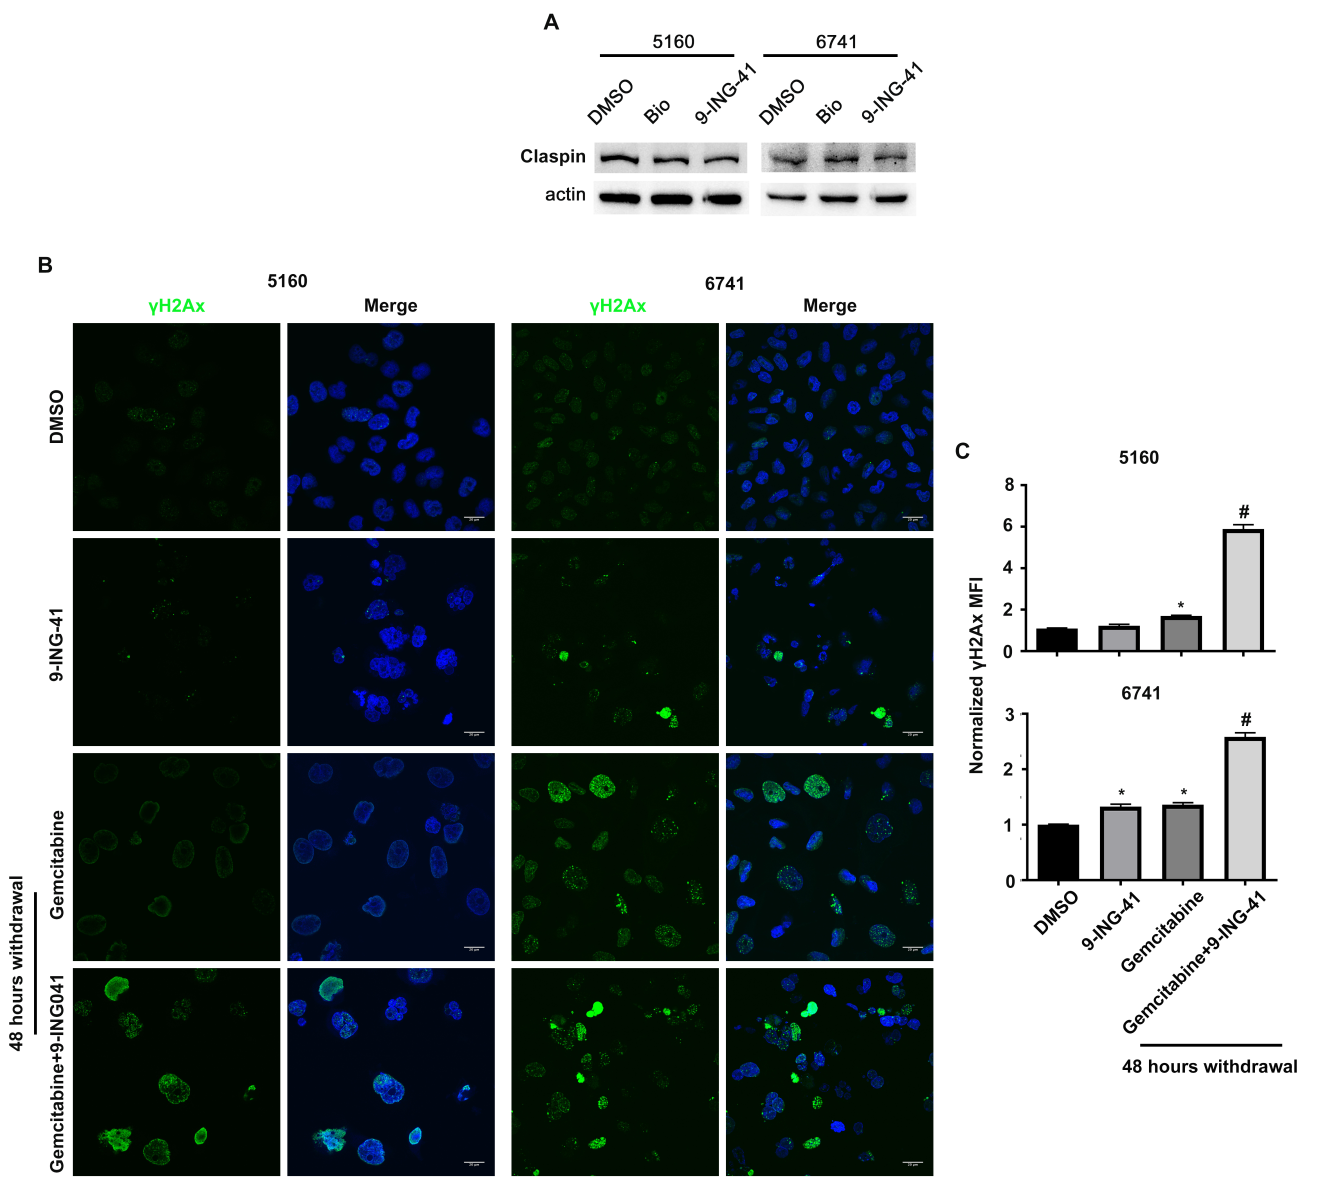 A
5160 6741
DMSO Bio 9-ING-41 DMSO Bio 9-ING-41
Claspin
actin
B
5160 6741
γH2Ax Merge γH2Ax Merge
DMSO
9-ING-41
Gemcitabine
Gemcitabine+9-ING041
48 hours withdrawal
C
5160
Normalized γH2Ax MFI
8
6
4
2
0
*
#
6741
3
2
1
0
*
*
#
DMSO
9-ING-41
Gemcitabine
Gemcitabine+9-ING-41
48 hours withdrawal